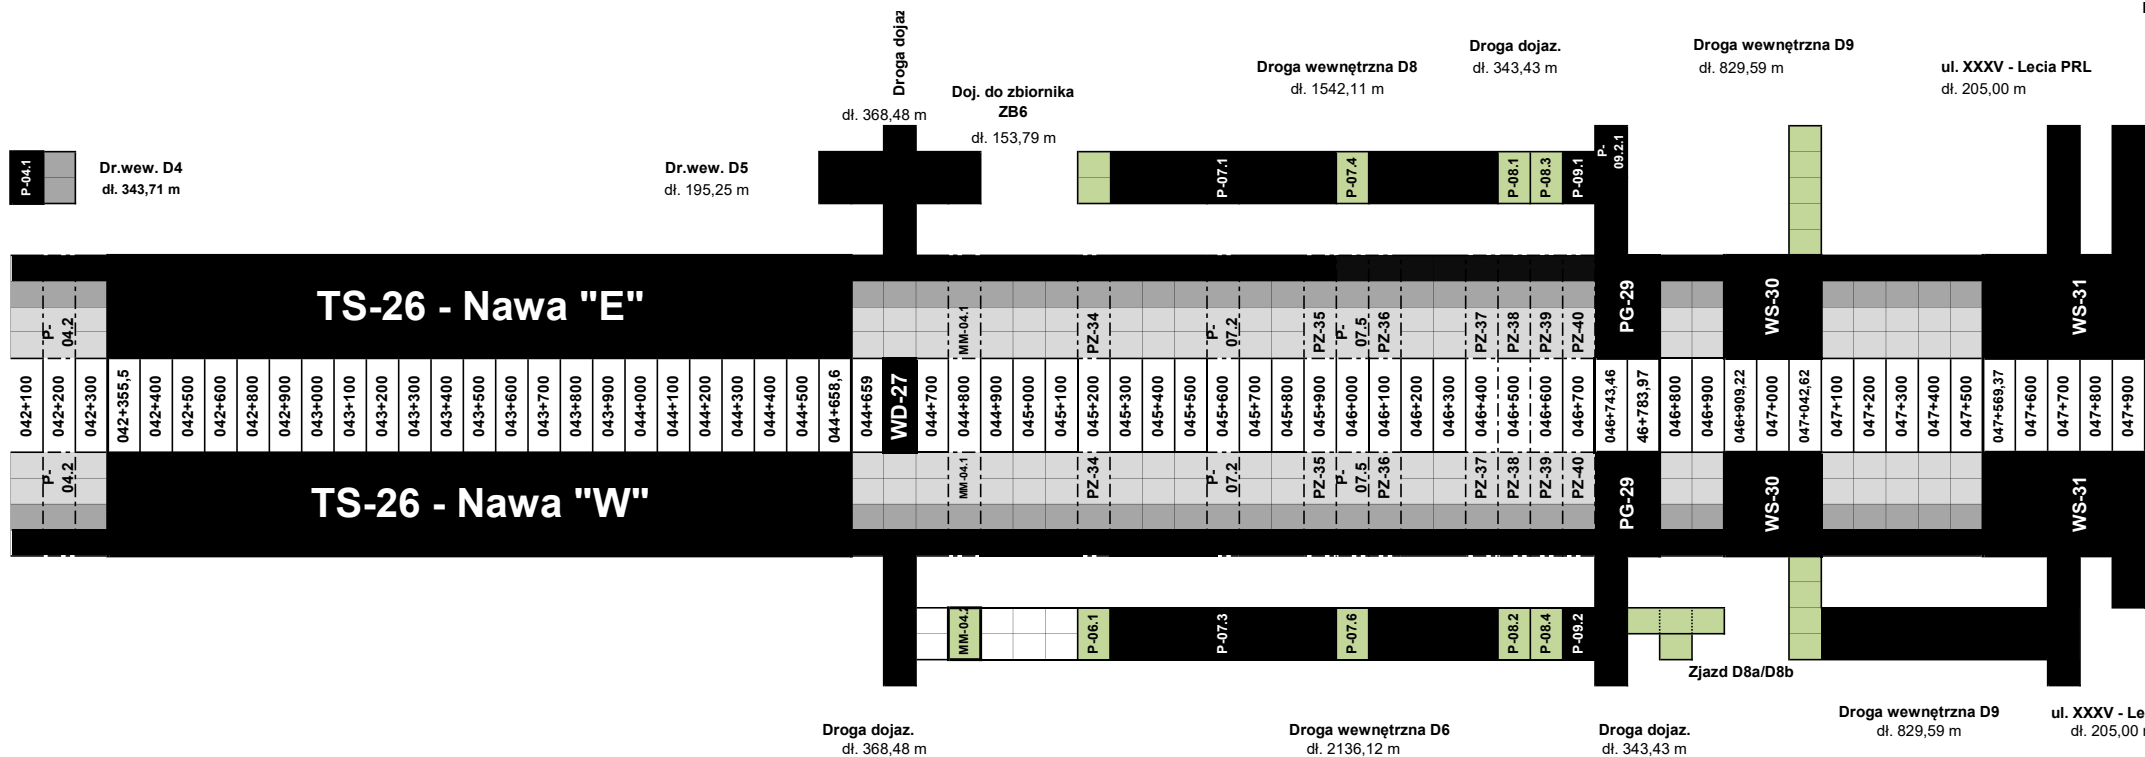 Droga dojaz.
dł. 343,43 m
Droga wewnętrzna D9
dł. 829,59 m
Droga wewnętrzna D8
dł. 1542,11 m
ul. XXXV - Lecia PRL
dł. 205,00 m
Droga dojaz
dł. 368,48 m
Doj. do zbiornika
ZB6
dł. 153,79 m
P-04.1
Dr.wew. D4
dł. 343,71 m
Dr.wew. D5
dł. 195,25 m
P-07.1
P-07.4
P-08.1
P-08.3
P-09.1
P-
09.2.1
P-
04.2
TS-26 - Nawa "E"
MM-04.1
PZ-34
P-
07.2
PZ-35
P-
07.5
PZ-36
PZ-37
PZ-38
PZ-39
PZ-40
PG-29
WS-30
WS-31
042+100
042+200
042+300
042+355,5
042+400
042+500
042+600
042+800
042+900
043+000
043+100
043+200
043+300
043+400
043+500
043+600
043+700
043+800
043+900
044+000
044+100
044+200
044+300
044+400
044+500
044+658,6
044+659
WD-27
044+700
044+800
044+900
045+000
045+100
045+200
045+300
045+400
045+500
045+600
045+700
045+800
045+900
046+000
046+100
046+200
046+300
046+400
046+500
046+600
046+700
046+743,46
46+783,97
046+800
046+900
046+909,22
047+000
047+042,62
047+100
047+200
047+300
047+400
047+500
047+569,37
047+600
047+700
047+800
047+900
P-
04.2
TS-26 - Nawa "W"
MM-04.1
PZ-34
P-
07.2
PZ-35
P-
07.5
PZ-36
PZ-37
PZ-38
PZ-39
PZ-40
PG-29
WS-30
WS-31
MM-04.2
P-06.1
P-07.3
P-07.6
P-08.2
P-08.4
P-09.2
Zjazd D8a/D8b
Droga dojaz.
dł. 368,48 m
Droga wewnętrzna D6
dł. 2136,12 m
Droga dojaz.
dł. 343,43 m
Droga wewnętrzna D9
dł. 829,59 m
ul. XXXV - Le
dł. 205,00